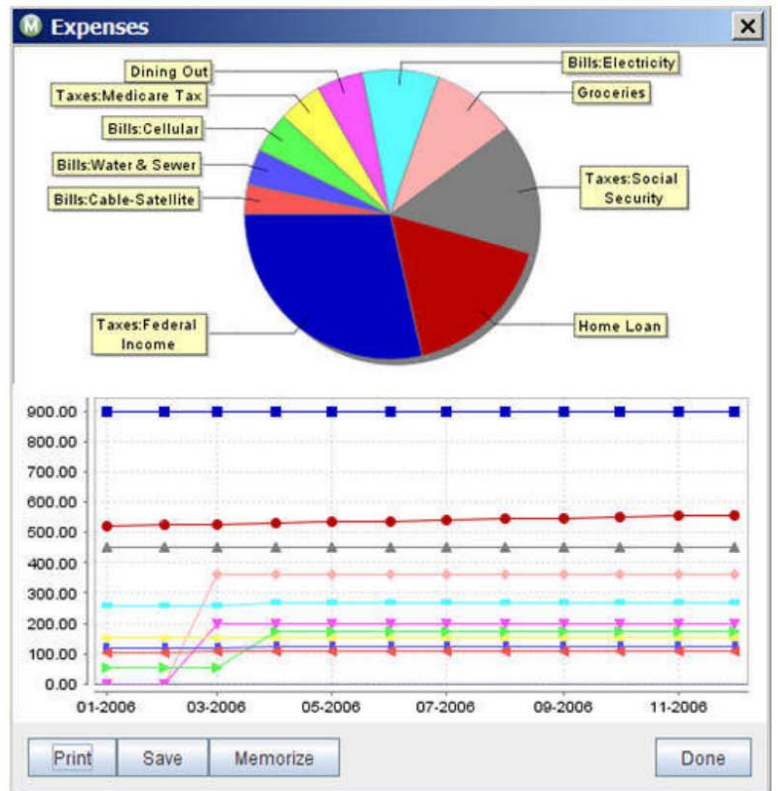 Expenses
Dining Out
Bills:Electricity
Taxes:Medicare Tax
Groceries
Bills:Cellular
Bills:Water & Sewer
Taxes:Social
Security
Bills:Cable-Satellite
Taxes:Federal
Income
Home Loan
900.00
800.00
700.00
600.00
500.00
400.00
300.00
200.00
100.00
0.00
01-2006
03-2006
05-2006
07-2006
09-2006
11-2006
Print
Save
Memorize
Done